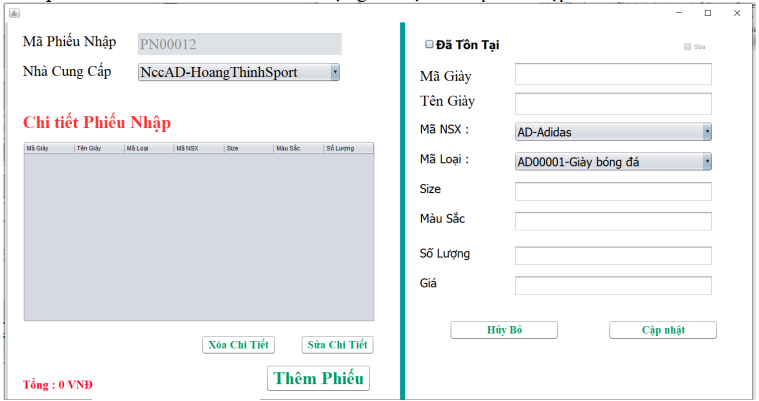 Mã Phiếu Nhập
PN00012
Nhà Cung Cấp
NccAD-HoangThinhSport
Chi tiết Phiếu Nhập
Mã Giày Tên Giày Mã Loại Mã NSX Size Màu Sắc Số Lượng
Xóa Chi Tiết
Sửa Chi Tiết
Thêm Phiếu
Tổng : 0 VNĐ
Đã Tồn Tại
Sửa
Mã Giày
Tên Giày
Mã NSX :
AD-Adidas
Mã Loại :
AD00001-Giày bóng đá
Size
Màu Sắc
Số Lượng
Giá
Hủy Bỏ
Cập nhật